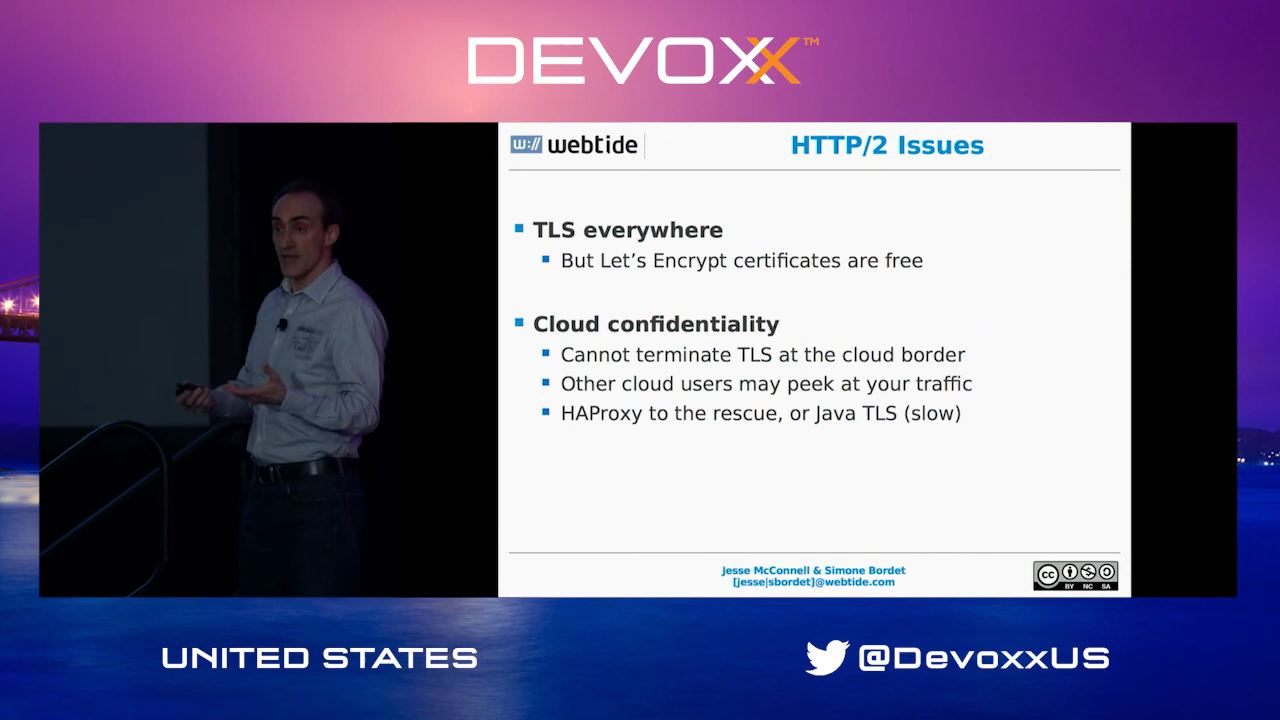 DEVOXX™
w:// webtide
HTTP/2 Issues
TLS everywhere
But Let’s Encrypt certificates are free
Cloud confidentiality
Cannot terminate TLS at the cloud border
Other cloud users may peek at your traffic
HAProxy to the rescue, or Java TLS (slow)
Jesse McConnell & Simone Bordet
[jesse|sbordet]@webtide.com
cc
BY NC SA
UNITED STATES
@DevoxxUS